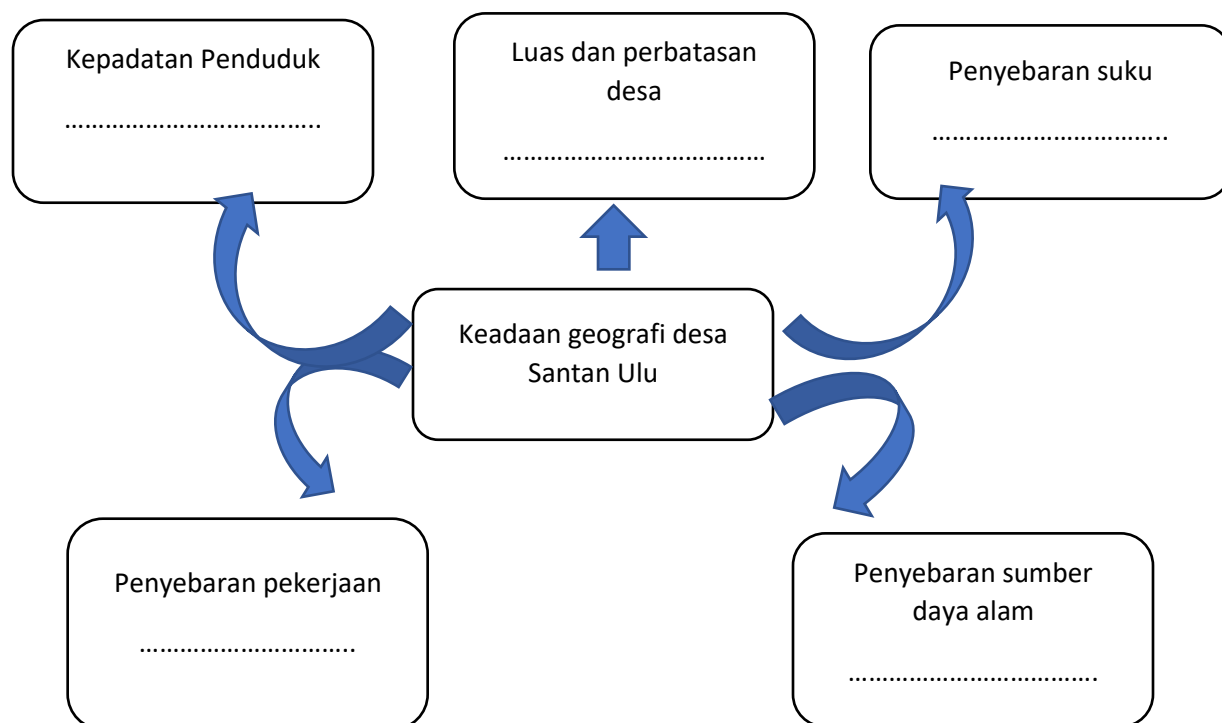 Kepadatan Penduduk
………………………………..
Luas dan perbatasan
desa
…………………………………
Penyebaran suku
……………………………..
Keadaan geografi desa
Santan Ulu
Penyebaran pekerjaan
…………………………..
Penyebaran sumber
daya alam
……………………………….